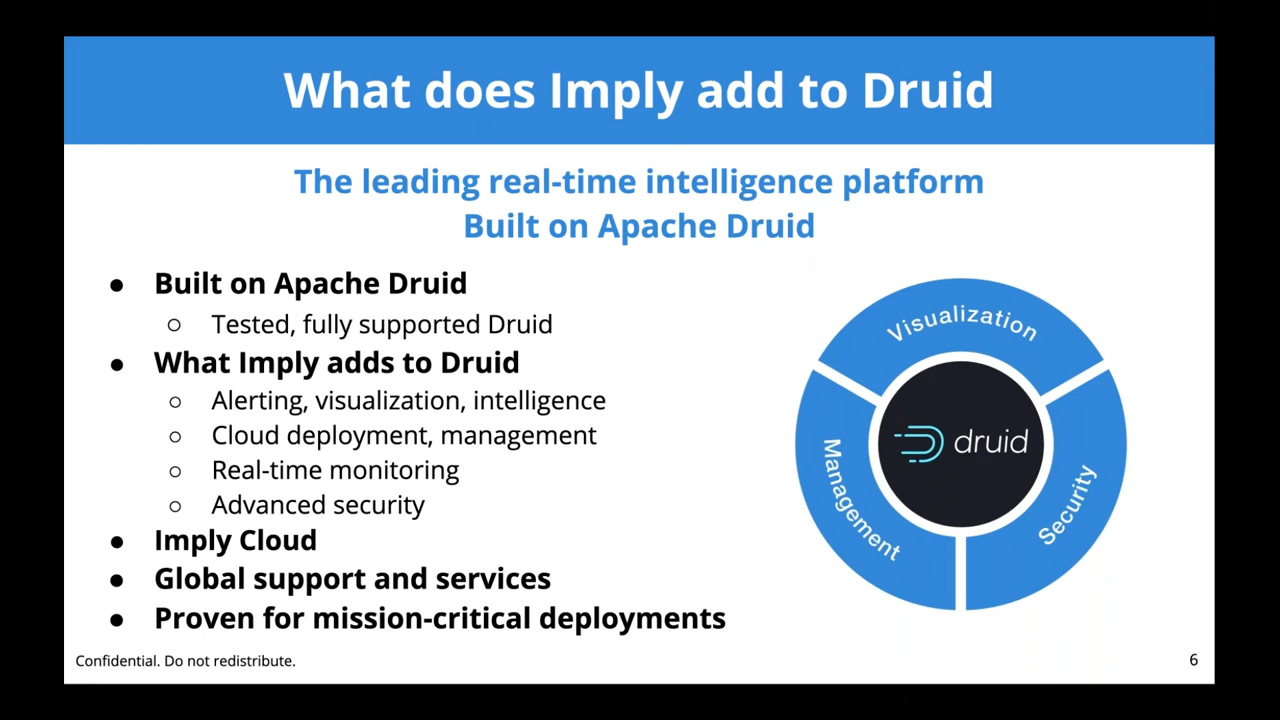 What does Imply add to Druid
The leading real-time intelligence platform
Built on Apache Druid
● Built on Apache Druid
○ Tested, fully supported Druid
● What Imply adds to Druid
○ Alerting, visualization, intelligence
○ Cloud deployment, management
○ Real-time monitoring
○ Advanced security
● Imply Cloud
● Global support and services
● Proven for mission-critical deployments
Visualization
Management
druid
Security
Confidential. Do not redistribute.
6